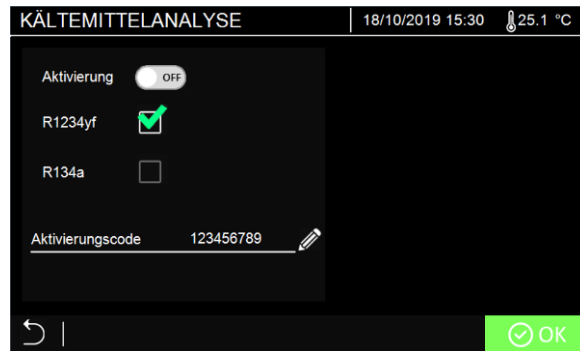 KÄLTEMITTELANALYSE 18/10/2019 15:30 25.1 °C
Aktivierung OFF
R1234yf
R134a
Aktivierungscode 123456789
OK